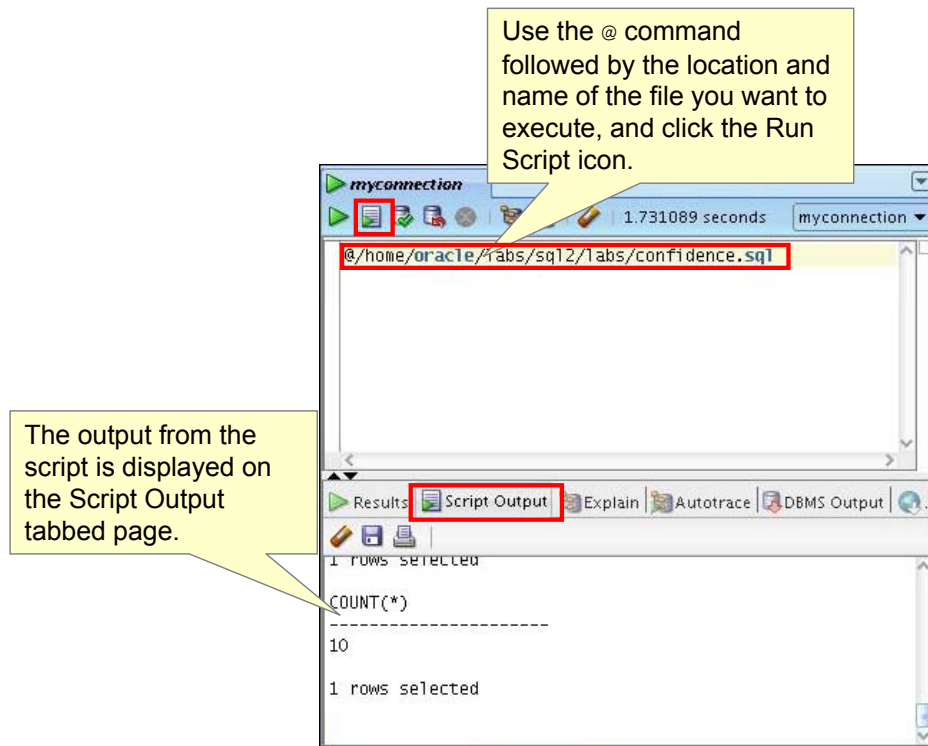 Use the @ command
followed by the location and
name of the file you want to
execute, and click the Run
Script icon.
myconnection
1.731089 seconds myconnection
@/home/oracle/labs/sql2/labs/confidence.sql
The output from the
script is displayed on
the Script Output
tabbed page.
Results Script Output Explain Autotrace DBMS Output
1 rows selected
COUNT(*)
----------------------
10
1 rows selected